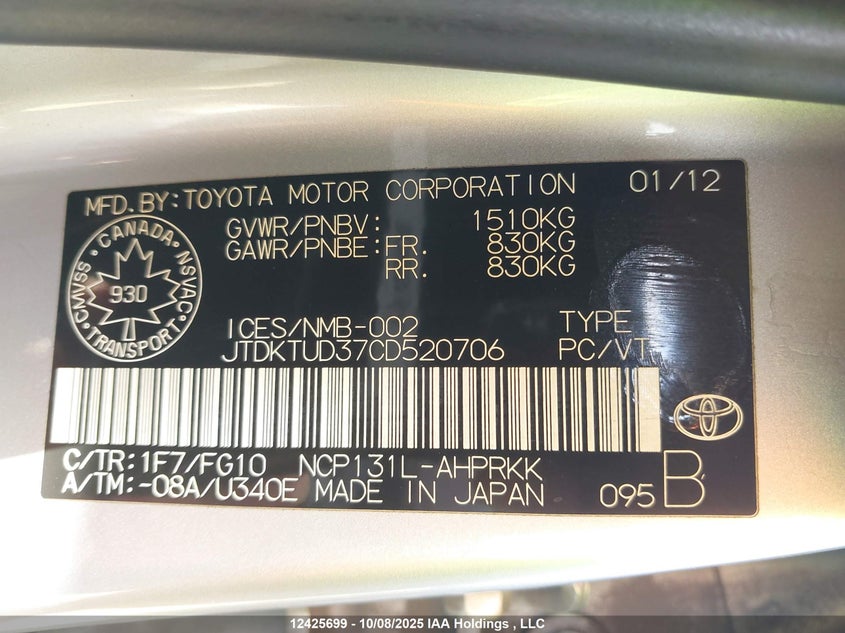 MFD. BY: TOYOTA MOTOR CORPORATION 01/12
GVWR/PNBV: 1510KG
GAWR/PNBE: FR. 830KG
RR. 830KG
CANADA
CMVSS NSVAC
930
TRANSPORT
ICES/NMB-002 TYPE
JTDKTUD37CD520706 PC/VT
C/TR: 1F7/FG10 NCP131L-AHPRKK
A/TM: -08A/U340E MADE IN JAPAN 095 B
12425699 - 10/08/2025 IAA Holdings , LLC